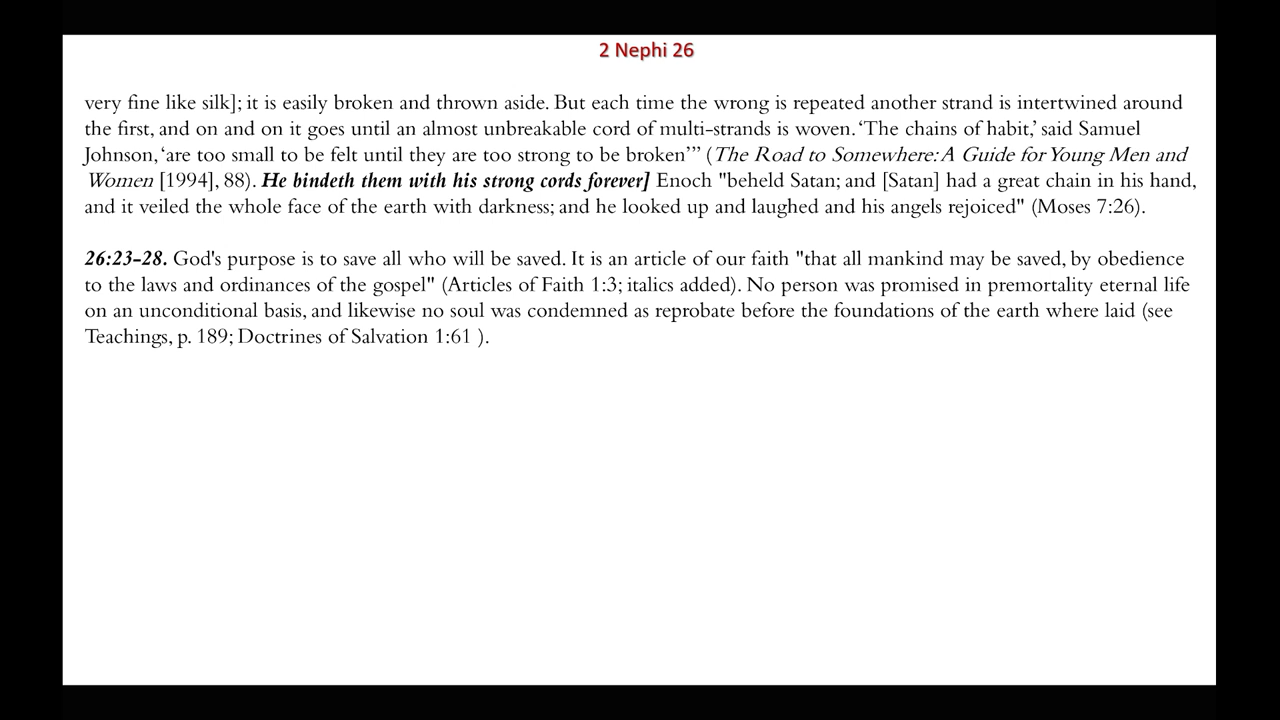 2 Nephi 26
very fine like silk]; it is easily broken and thrown aside. But each time the wrong is repeated another strand is intertwined around
the first, and on and on it goes until an almost unbreakable cord of multi-strands is woven. ‘The chains of habit,’ said Samuel
Johnson, ‘are too small to be felt until they are too strong to be broken’” (The Road to Somewhere: A Guide for Young Men and
Women [1994], 88). He bindeth them with his strong cords forever] Enoch "beheld Satan; and [Satan] had a great chain in his hand,
and it veiled the whole face of the earth with darkness; and he looked up and laughed and his angels rejoiced" (Moses 7:26).
26:23-28. God's purpose is to save all who will be saved. It is an article of our faith "that all mankind may be saved, by obedience
to the laws and ordinances of the gospel" (Articles of Faith 1:3; italics added). No person was promised in premortality eternal life
on an unconditional basis, and likewise no soul was condemned as reprobate before the foundations of the earth where laid (see
Teachings, p. 189; Doctrines of Salvation 1:61 ).